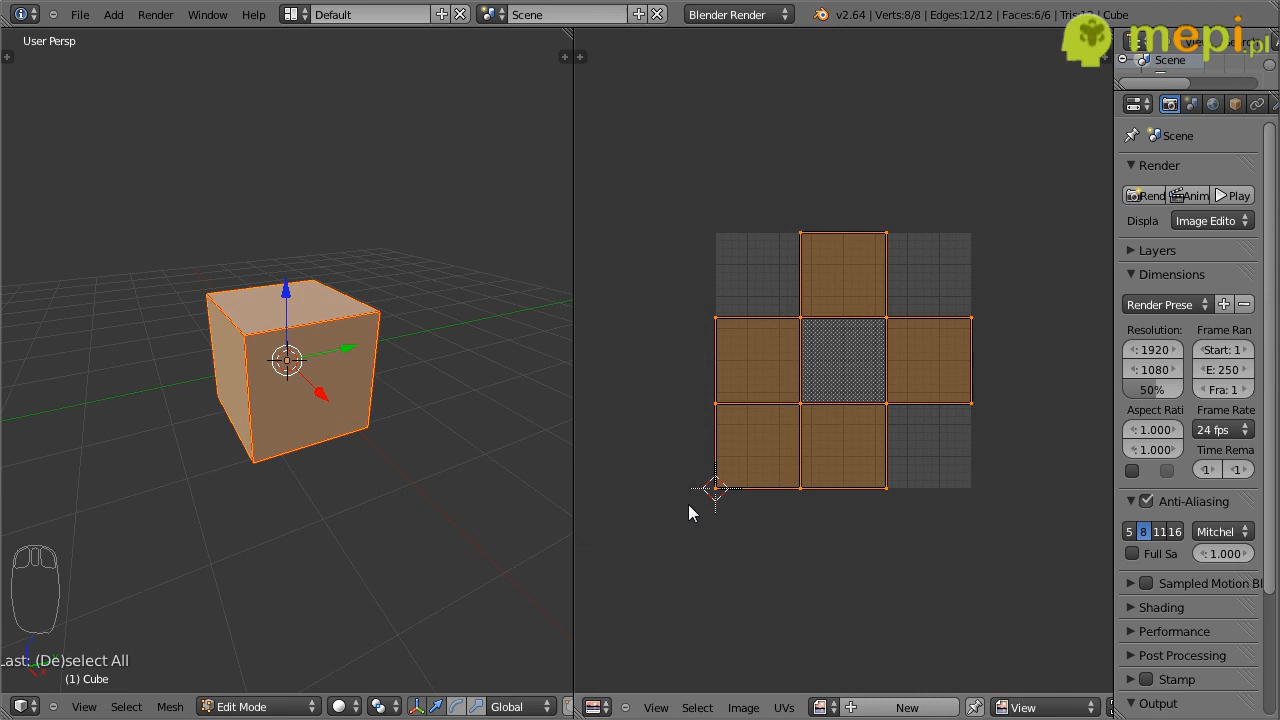 File Add Render Window Help Default Scene Blender Render v2.64 | Verts:8/8 | Edges:12/12 | Faces:6/6 | Cube
mepi.pl
User Persp
Scene
Scene
Render
Rend Anim Play
Displa Image Edito
Layers
Dimensions
Render Prese
Resolution: Frame Ran
: 1920 Start: 1
: 1080 E: 250
50% Fra: 1
Aspect Rati Frame Rate
: 1.000 24 fps
: 1.000 Time Rema
:1 :1
Anti-Aliasing
5 8 11 16 Mitchel
Full Sa : 1.000
Sampled Motion Bl
Shading
Performance
Post Processing
Stamp
Output
Last: (De)select All
(1) Cube
View Select Mesh Edit Mode Global
View Select Image UVs New View